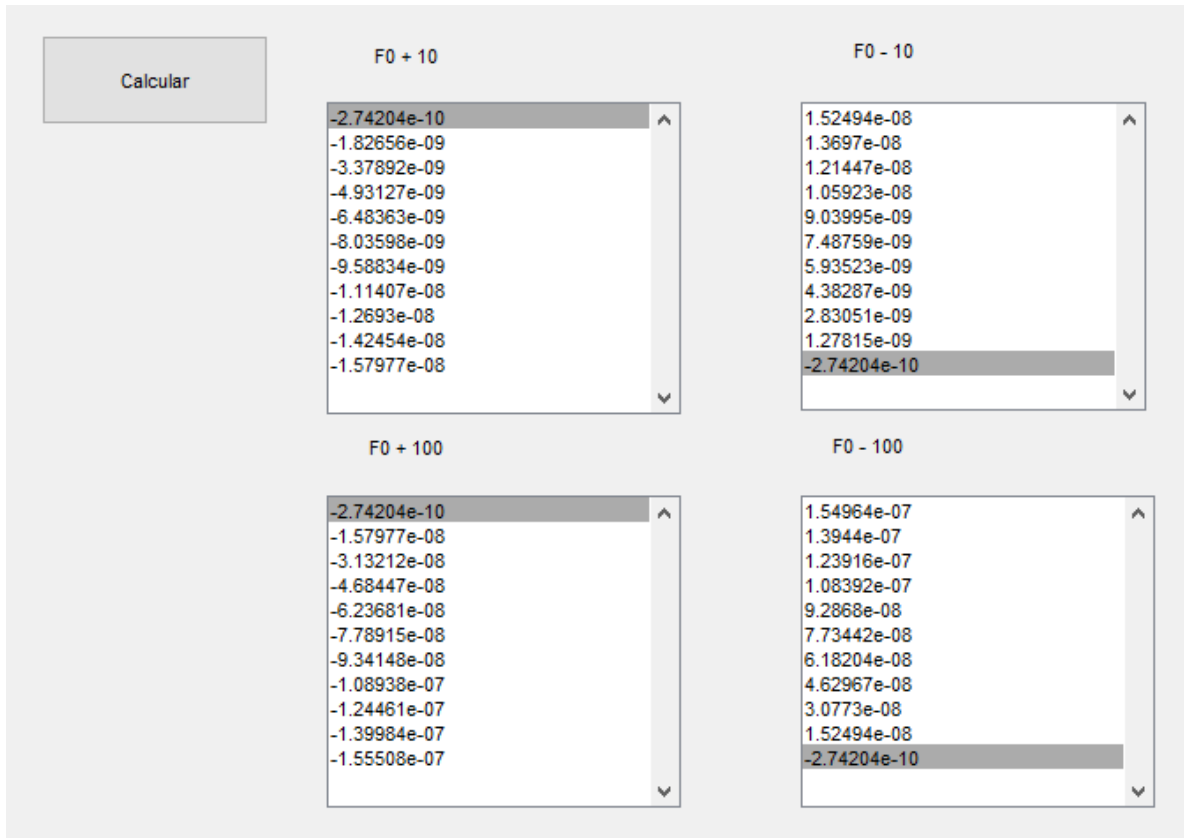 Calcular
F0 + 10
-2.74204e-10
-1.82656e-09
-3.37892e-09
-4.93127e-09
-6.48363e-09
-8.03598e-09
-9.58834e-09
-1.11407e-08
-1.2693e-08
-1.42454e-08
-1.57977e-08
F0 - 10
1.52494e-08
1.3697e-08
1.21447e-08
1.05923e-08
9.03995e-09
7.48759e-09
5.93523e-09
4.38287e-09
2.83051e-09
1.27815e-09
-2.74204e-10
F0 + 100
-2.74204e-10
-1.57977e-08
-3.13212e-08
-4.68447e-08
-6.23681e-08
-7.78915e-08
-9.34148e-08
-1.08938e-07
-1.24461e-07
-1.39984e-07
-1.55508e-07
F0 - 100
1.54964e-07
1.3944e-07
1.23916e-07
1.08392e-07
9.2868e-08
7.73442e-08
6.18204e-08
4.62967e-08
3.0773e-08
1.52494e-08
-2.74204e-10